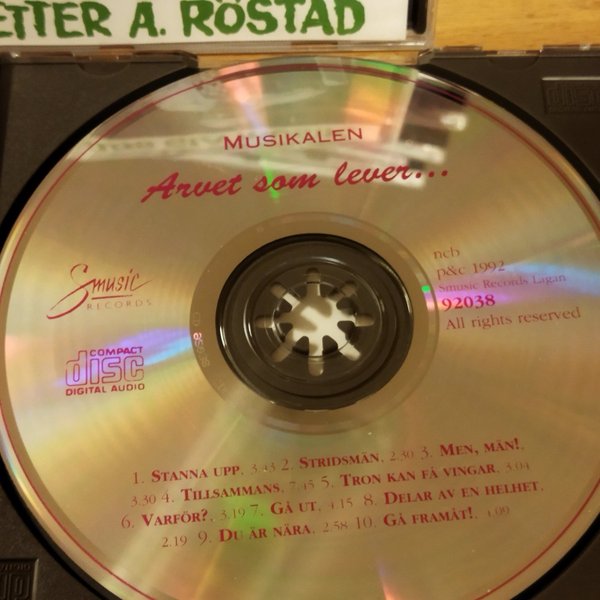 ETTER A. RÖSTAD
MUSIKALEN
Arvet som lever...
Smusic
RECORDS
ncb
p&c 1992
Smusic Records Lagan
92038
All rights reserved
COMPACT
disc
DIGITAL AUDIO
1. STANNA UPP, 3.43 2. STRIDSMÄN, 2.30 3. MEN, MÄN!,
3.30 4. TILLSAMMANS, 7.45 5. TRON KAN FÅ VINGAR, 3.04
6. VARFÖR?, 3.19 7. GÅ UT, 4.15 8. DELAR AV EN HELHET,
2.19 9. DU ÄR NÄRA, 2.58 10. GÅ FRAMÅT!, 4.09